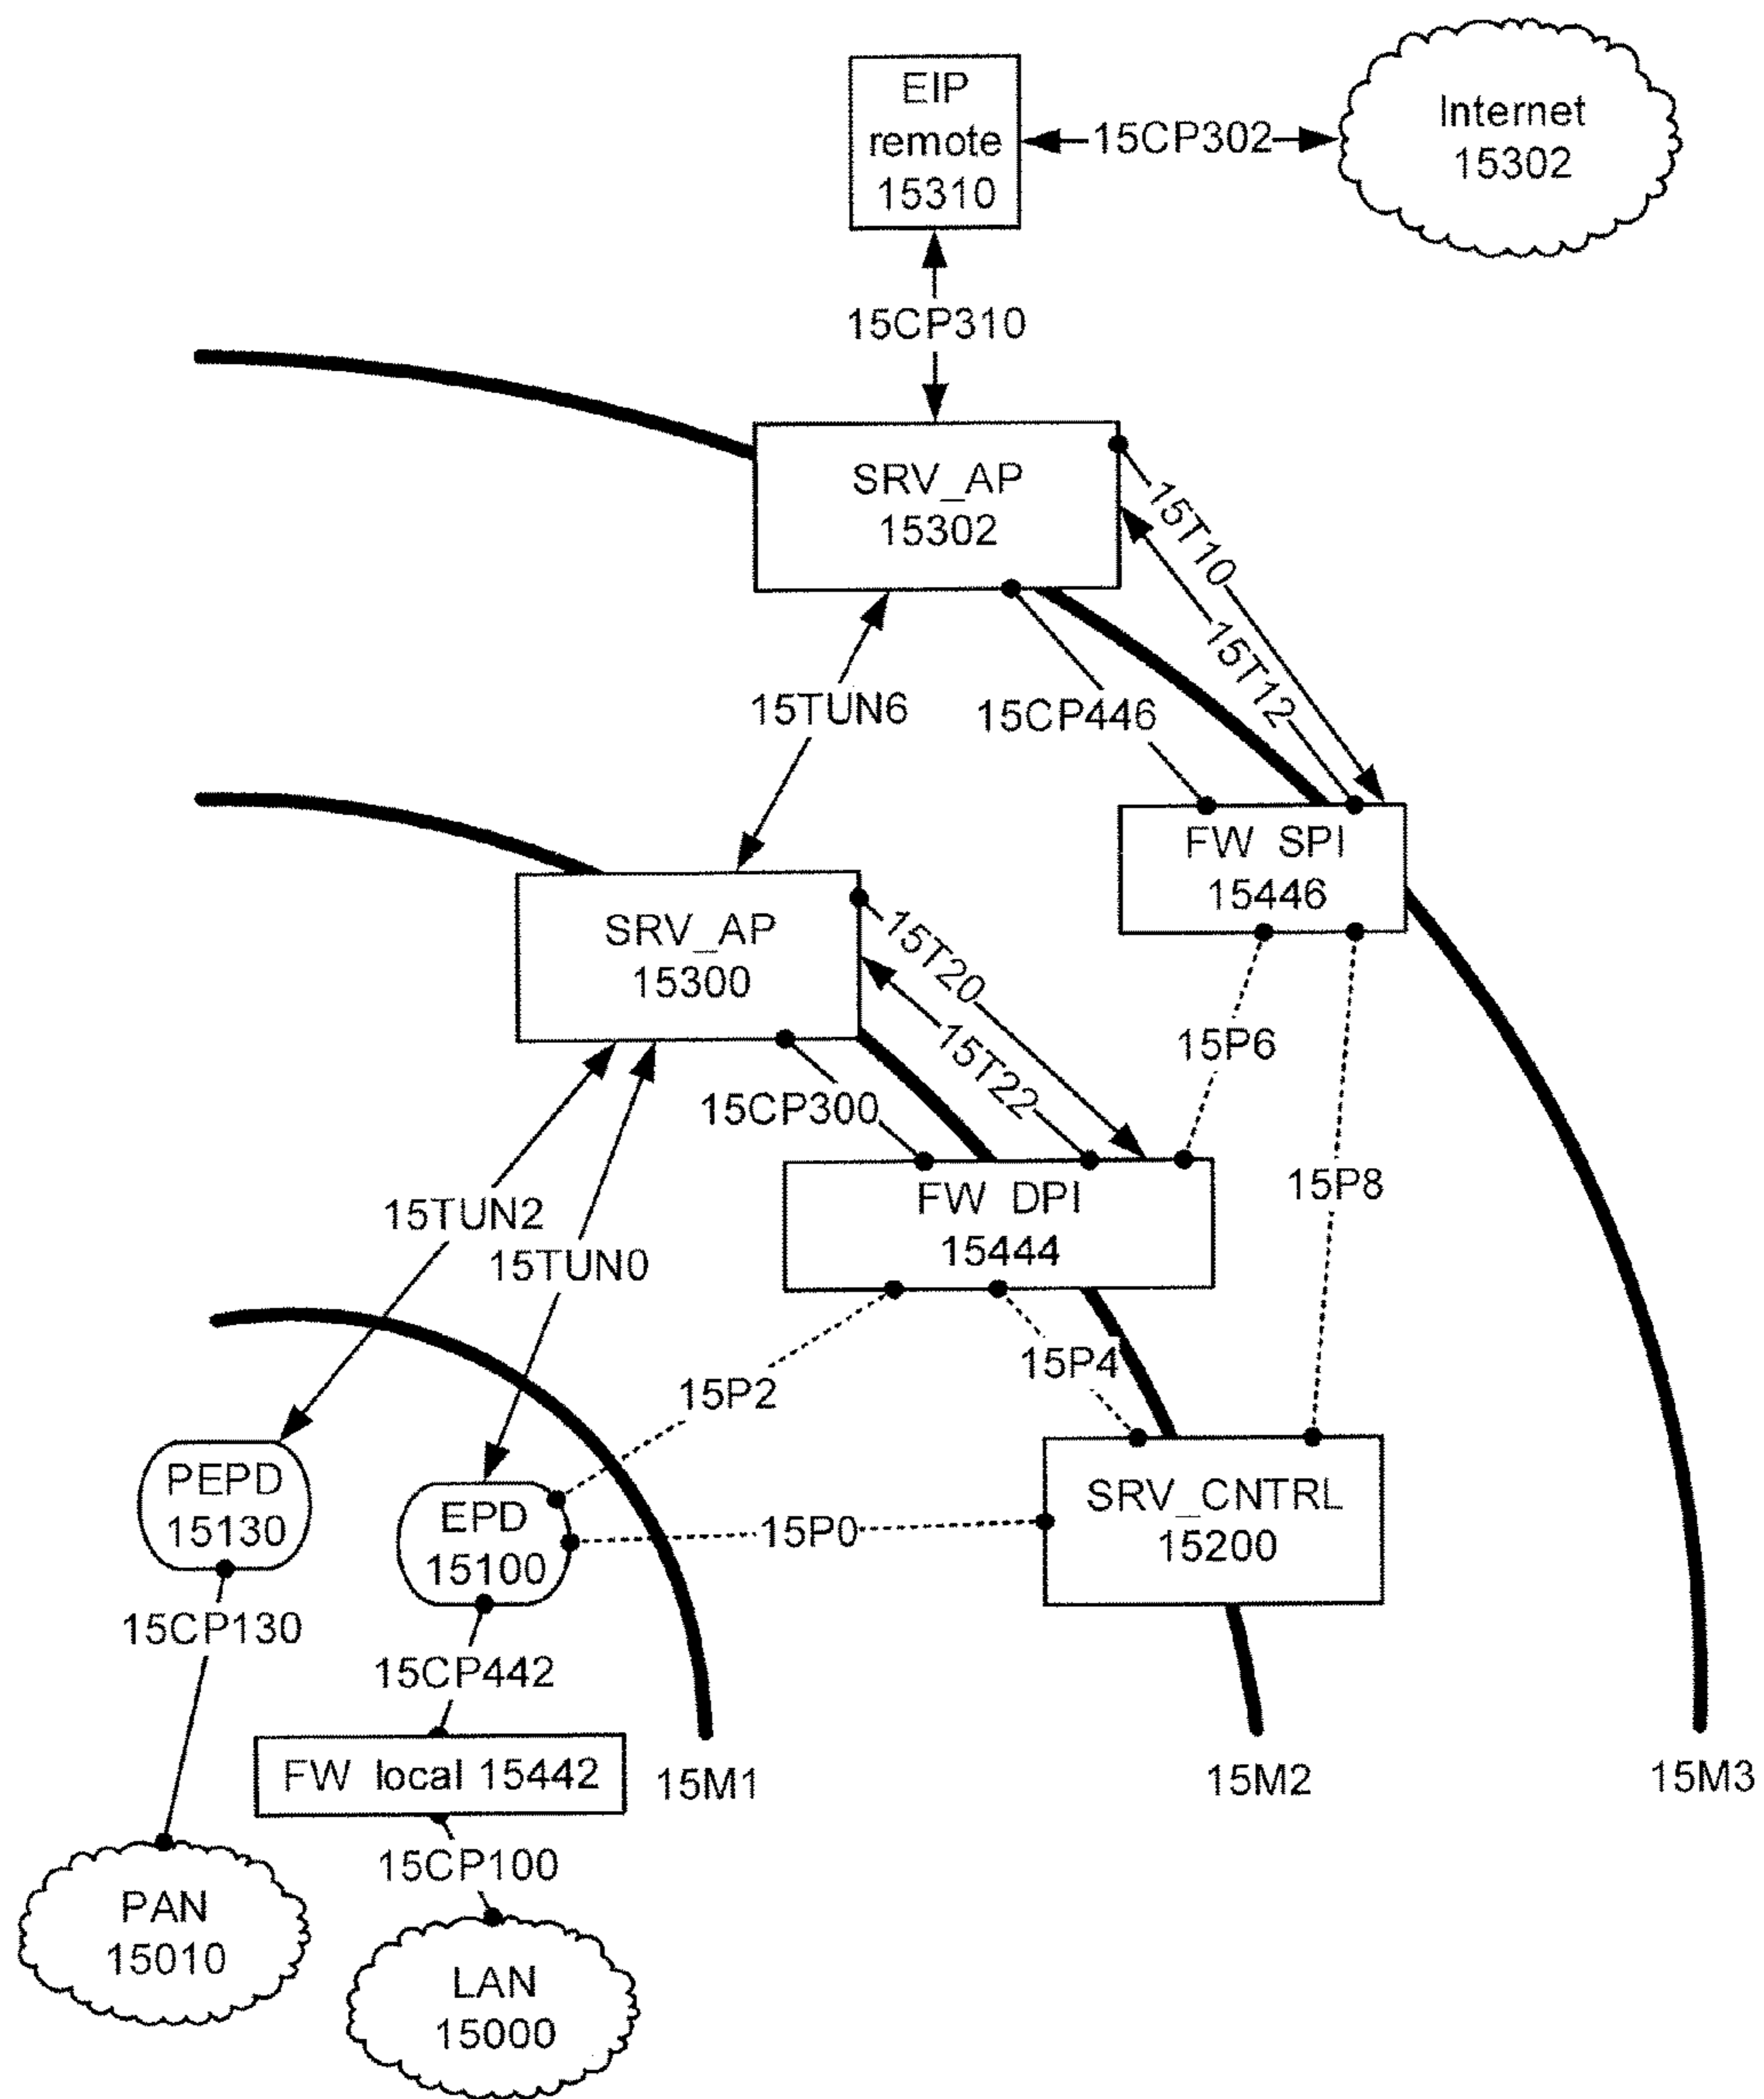 EIP
remote
15310
15CP302
Internet
15302
15CP310
SRV_AP
15302
15T10
15T12
15TUN6
15CP446
FW SPI
15446
SRV_AP
15300
15T20
15T22
15P6
15CP300
15P8
FW DPI
15444
15TUN2
15TUN0
15P4
15P2
PEPD
15130
EPD
15100
15P0
SRV_CNTRL
15200
15CP130
15CP442
FW local 15442
15M1
15M2
15M3
15CP100
PAN
15010
LAN
15000